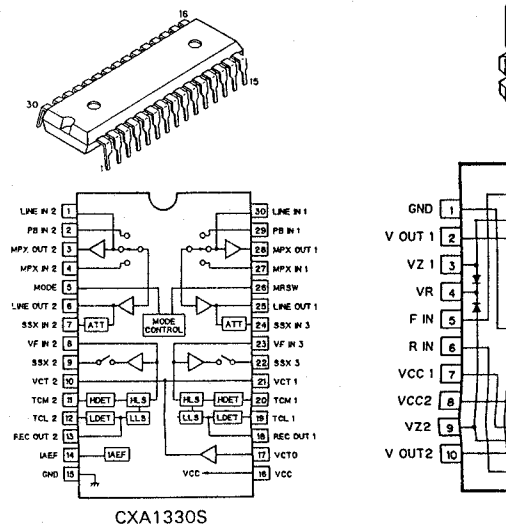 16
15
30
1
LINE IN 2 1
PB IN 2 2
MPX OUT 2 3
MPX IN 2 4
MODE 5
LINE OUT 2 6
SSX IN 2 7 ATT
VF IN 2 8
SSX 2 9
VCT 2 10
TCM 2 11 HDET HLS
TCL 2 12 LDET LLS
REC OUT 2 13
IAEF 14 IAEF
GND 15
MODE CONTROL
30 LINE IN 1
29 PB IN 1
28 MPX OUT 1
27 MPX IN 1
26 MRSW
25 LINE OUT 1
ATT 24 SSX IN 3
23 VF IN 3
22 SSX 3
21 VCT 1
HLS HDET 20 TCM 1
LLS LDET 19 TCL 1
18 REC OUT 1
17 VCTO
VCC 16 VCC
CXA1330S
GND 1
V OUT 1 2
VZ 1 3
VR 4
F IN 5
R IN 6
VCC 1 7
VCC2 8
VZ2 9
V OUT2 10